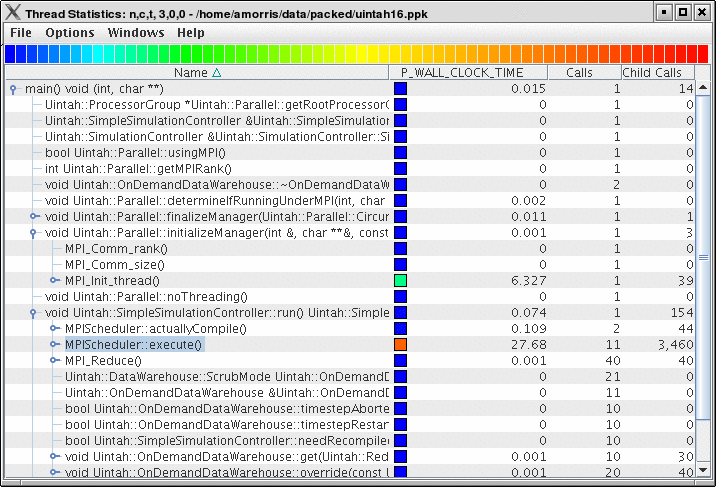 Thread Statistics: n,c,t, 3,0,0 - /home/amorris/data/packed/uintah16.ppk
File Options Windows Help
Name △ P_WALL_CLOCK_TIME Calls Child Calls
main() void (int, char **) 0.015 1 14
Uintah::ProcessorGroup *Uintah::Parallel::getRootProcessorG 0 1 0
Uintah::SimpleSimulationController &Uintah::SimpleSimulation 0 1 0
Uintah::SimulationController &Uintah::SimulationController::Si 0 1 0
bool Uintah::Parallel::usingMPI() 0 1 0
int Uintah::Parallel::getMPIRank() 0 1 0
void Uintah::OnDemandDataWarehouse::~OnDemandDataW 0 2 0
void Uintah::Parallel::determineIfRunningUnderMPI(int, char 0.002 1 0
void Uintah::Parallel::finalizeManager(Uintah::Parallel::Circur 0.011 1 1
void Uintah::Parallel::initializeManager(int &, char **&, const 0.001 1 3
MPI_Comm_rank() 0 1 0
MPI_Comm_size() 0 1 0
MPI_Init_thread() 6.327 1 39
void Uintah::Parallel::noThreading() 0 1 0
void Uintah::SimpleSimulationController::run() Uintah::Simple 0.074 1 154
MPIScheduler::actuallyCompile() 0.109 2 44
MPIScheduler::execute() 27.68 11 3,460
MPI_Reduce() 0.001 40 40
Uintah::DataWarehouse::ScrubMode Uintah::OnDemandD 0 21 0
Uintah::OnDemandDataWarehouse &Uintah::OnDemandD 0 11 0
bool Uintah::OnDemandDataWarehouse::timestepAborte 0 10 0
bool Uintah::OnDemandDataWarehouse::timestepRestar 0 10 0
bool Uintah::SimpleSimulationController::needRecompile 0 10 0
void Uintah::OnDemandDataWarehouse::get(Uintah::Red 0.001 10 30
void Uintah::OnDemandDataWarehouse::override(const U 0.001 20 40